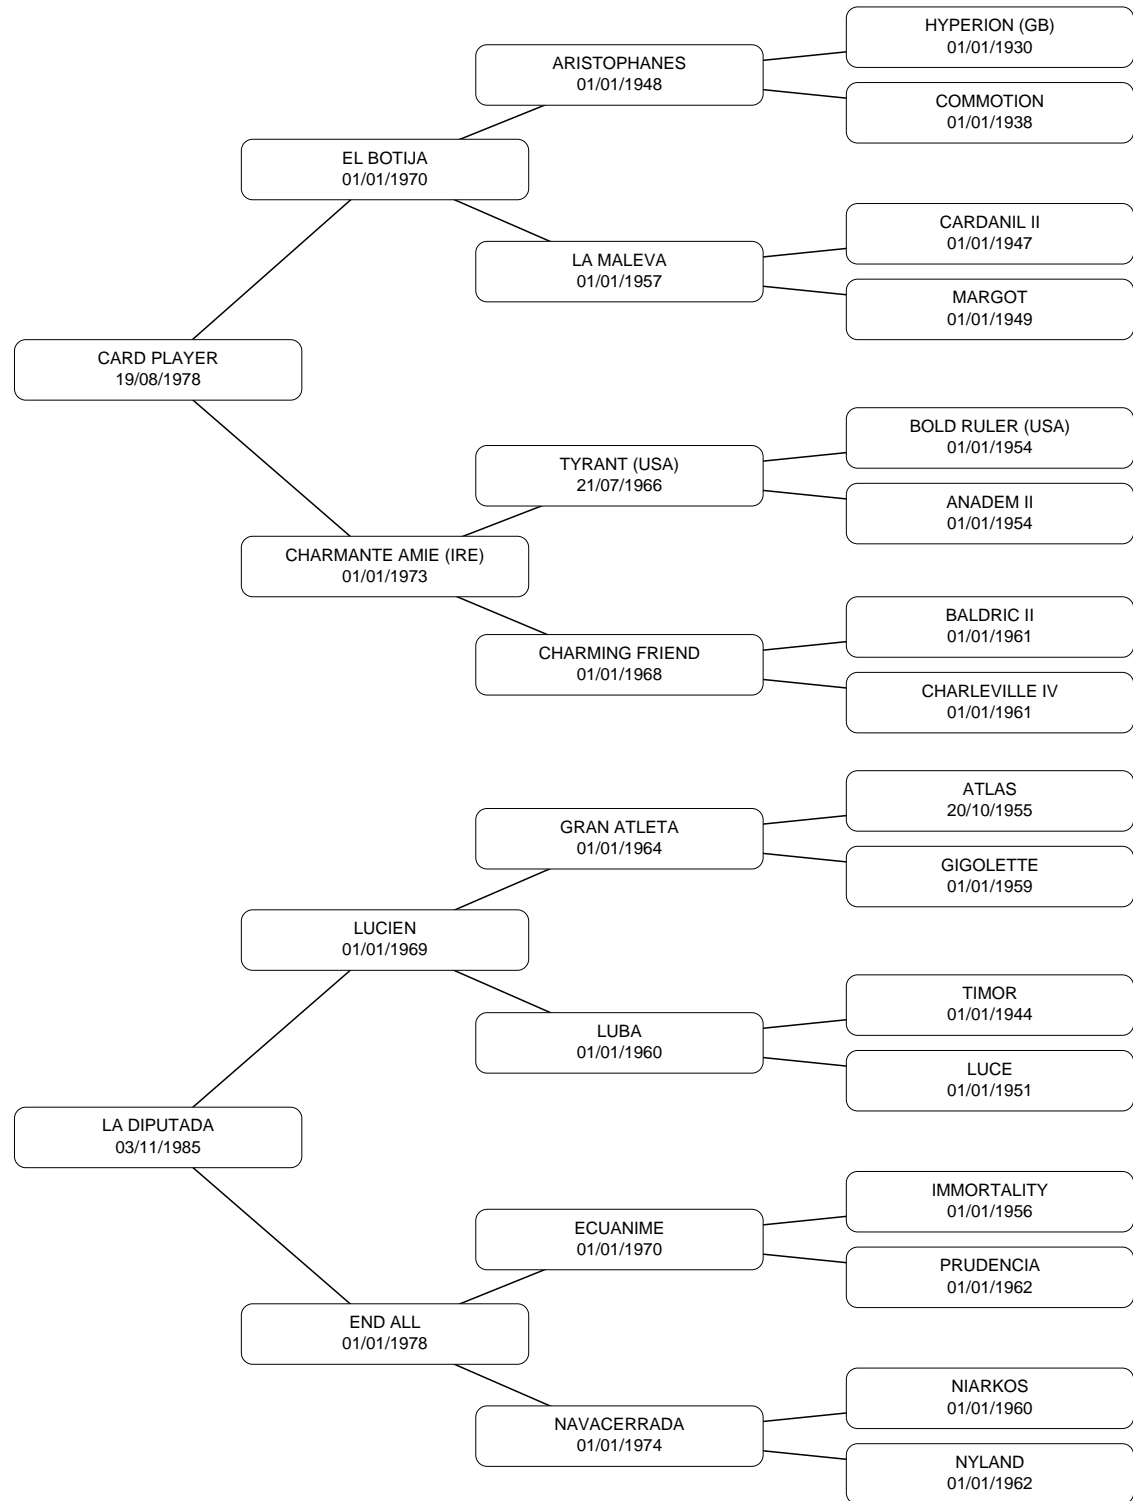 HYPERION (GB)
01/01/1930
ARISTOPHANES
01/01/1948
COMMOTION
01/01/1938
EL BOTIJA
01/01/1970
CARDANIL II
01/01/1947
LA MALEVA
01/01/1957
MARGOT
01/01/1949
CARD PLAYER
19/08/1978
BOLD RULER (USA)
01/01/1954
TYRANT (USA)
21/07/1966
ANADEM II
01/01/1954
CHARMANTE AMIE (IRE)
01/01/1973
BALDRIC II
01/01/1961
CHARMING FRIEND
01/01/1968
CHARLEVILLE IV
01/01/1961
ATLAS
20/10/1955
GRAN ATLETA
01/01/1964
GIGOLETTE
01/01/1959
LUCIEN
01/01/1969
TIMOR
01/01/1944
LUBA
01/01/1960
LUCE
01/01/1951
LA DIPUTADA
03/11/1985
IMMORTALITY
01/01/1956
ECUANIME
01/01/1970
PRUDENCIA
01/01/1962
END ALL
01/01/1978
NIARKOS
01/01/1960
NAVACERRADA
01/01/1974
NYLAND
01/01/1962